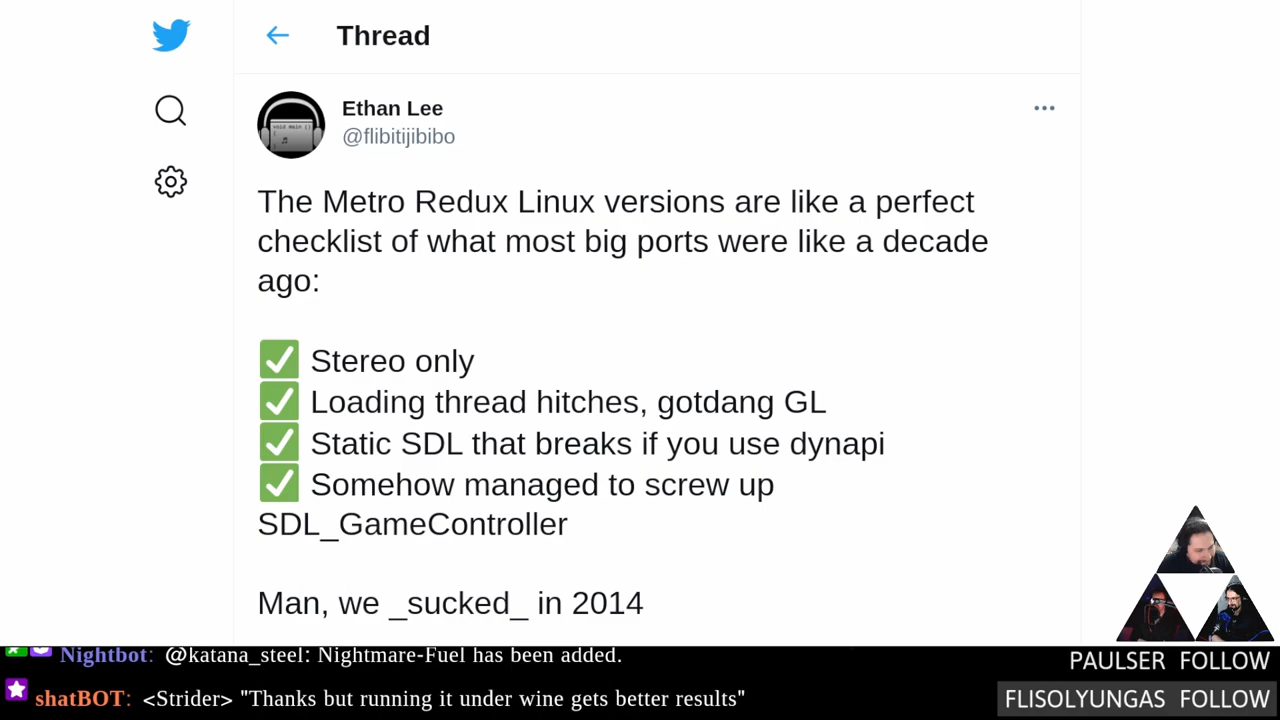 Thread
Ethan Lee
@flibitijibibo
The Metro Redux Linux versions are like a perfect
checklist of what most big ports were like a decade
ago:
✅ Stereo only
✅ Loading thread hitches, gotdang GL
✅ Static SDL that breaks if you use dynapi
✅ Somehow managed to screw up
SDL_GameController
Man, we _sucked_ in 2014
Nightbot: @katana_steel: Nightmare-Fuel has been added.
PAULSER FOLLOW
shatBOT: <Strider> "Thanks but running it under wine gets better results"
FLISOLYUNGAS FOLLOW